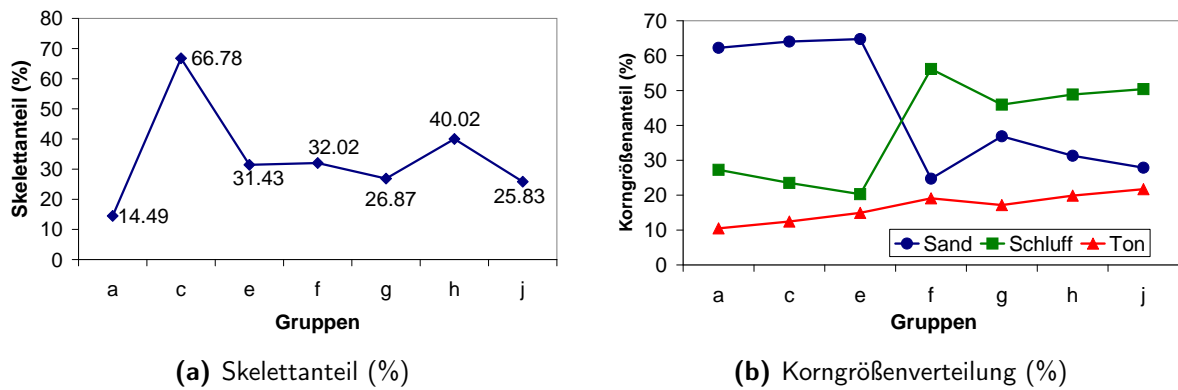 80
70
60
50
40
30
20
10
0
Skelettanteil (%)
14.49
66.78
31.43
32.02
26.87
40.02
25.83
a c e f g h j
Gruppen
(a) Skelettanteil (%)
70
60
50
40
30
20
10
0
Korngrößenanteil (%)
Sand Schluff Ton
a c e f g h j
Gruppen
(b) Korngrößenverteilung (%)